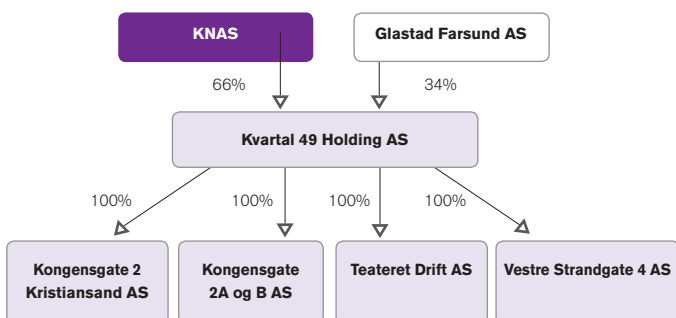 KNAS
Glastad Farsund AS
66%
34%
Kvartal 49 Holding AS
100%
100%
100%
100%
Kongensgate 2
Kristiansand AS
Kongensgate
2A og B AS
Teateret Drift AS
Vestre Strandgate 4 AS